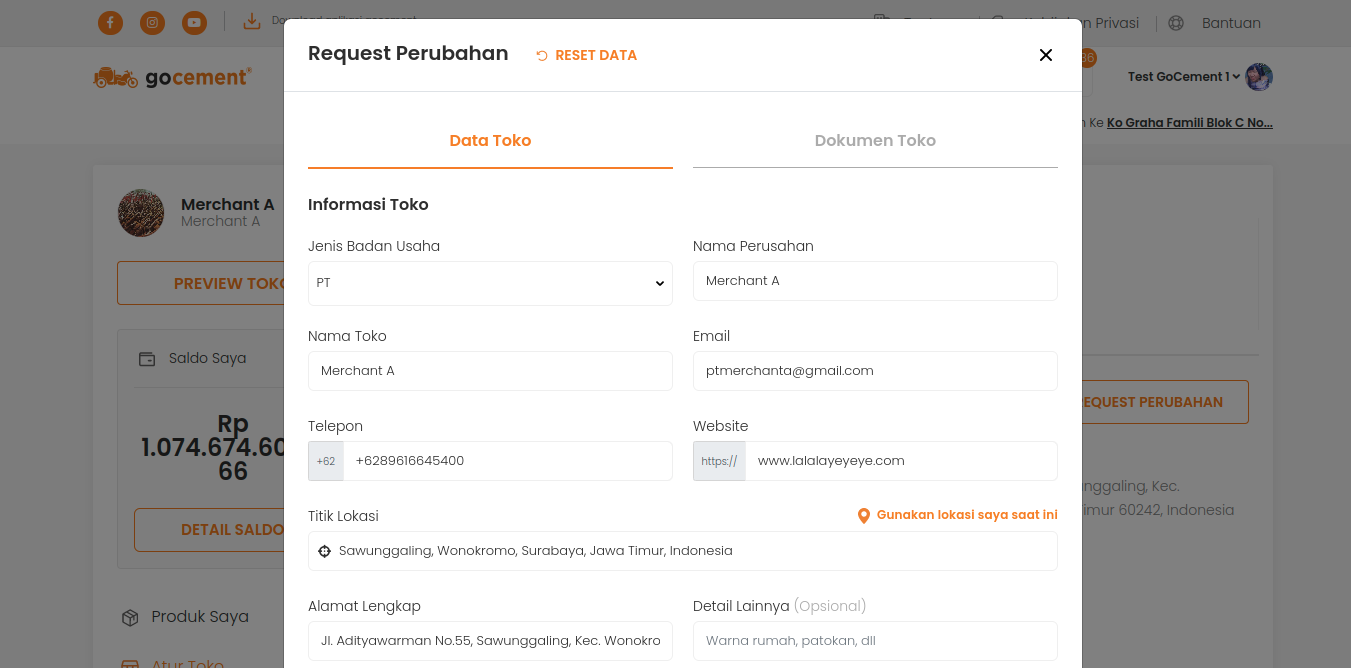 Download aplikasi gocement
Privasi
Bantuan
Request Perubahan
RESET DATA
gocement
36
Test GoCement 1
Ke Ko Graha Famili Blok C No...
Data Toko
Dokumen Toko
Merchant A
Merchant A
Informasi Toko
Jenis Badan Usaha
Nama Perusahan
PREVIEW TOKO
PT
Merchant A
Nama Toko
Email
Saldo Saya
Merchant A
ptmerchanta@gmail.com
REQUEST PERUBAHAN
Rp
1.074.674.60
66
Telepon
Website
+62
+6289616645400
https://
www.lalalayeyeye.com
nggaling, Kec.
imur 60242, Indonesia
Titik Lokasi
Gunakan lokasi saya saat ini
DETAIL SALDO
Sawunggaling, Wonokromo, Surabaya, Jawa Timur, Indonesia
Alamat Lengkap
Detail Lainnya (Opsional)
Produk Saya
Jl. Adityawarman No.55, Sawunggaling, Kec. Wonokro
Warna rumah, patokan, dll
Atur Toko